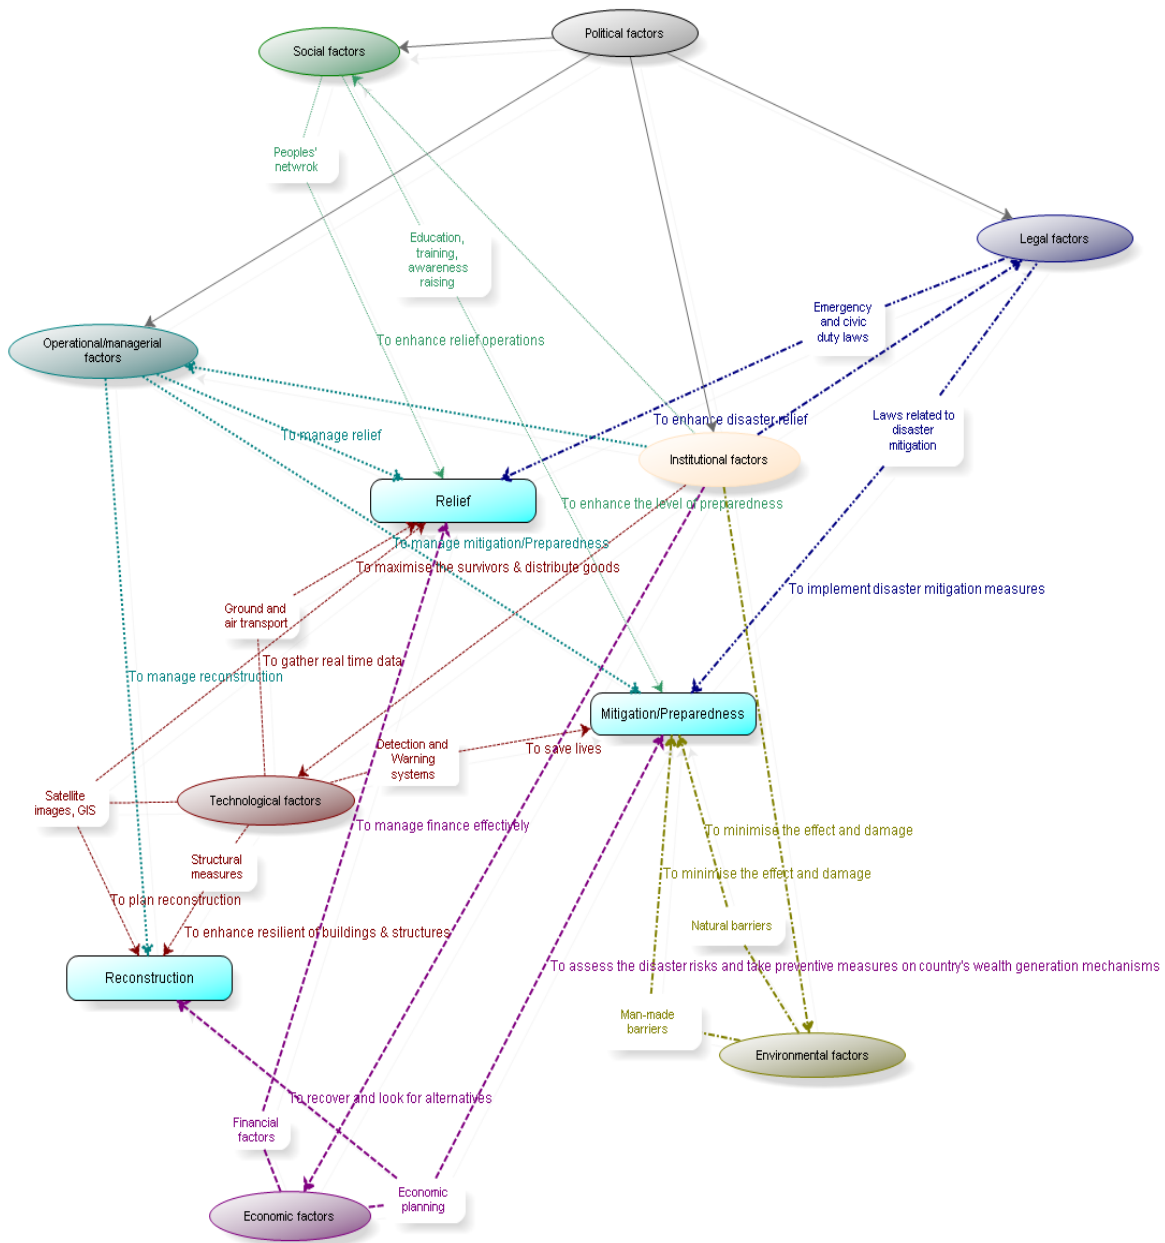 Political factors
Social factors
Peoples'
netwrok
Education,
training,
awareness
raising
Legal factors
Emergency
and civic
duty laws
Operational/managerial
factors
To enhance relief operations
To enhance disaster relief
Laws related to
disaster
mitigation
To manage relief
Institutional factors
Relief
To enhance the level of preparedness
To manage mitigation/Preparedness
To maximise the survivors & distribute goods
To implement disaster mitigation measures
Ground and
air transport
To gather real time data
To manage reconstruction
Mitigation/Preparedness
Detection and
Warning
systems
To save lives
Satellite
images, GIS
Technological factors
To manage finance effectively
To minimise the effect and damage
Structural
measures
To minimise the effect and damage
To plan reconstruction
Natural barriers
To enhance resilient of buildings & structures
Reconstruction
To assess the disaster risks and take preventive measures on country's wealth generation mechanisms
Man-made
barriers
Environmental factors
To recover and look for alternatives
Financial
factors
Economic
planning
Economic factors